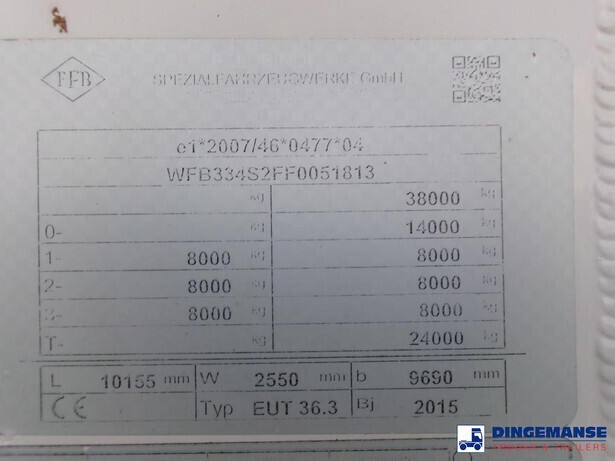 FFB
SPEZIALFAHRZEUGWERKE GmbH
e1*2007/46*0477*04
WFB334S2FF0051813
kg 38000 kg
0- kg 14000 kg
1- 8000 kg 8000 kg
2- 8000 kg 8000 kg
3- 8000 kg 8000 kg
T- 24000 kg
L 10155 mm W 2550 mm b 9690 mm
CE Typ EUT 36.3 Bj 2015
DINGEMANSE
TRUCKS & TRAILERS